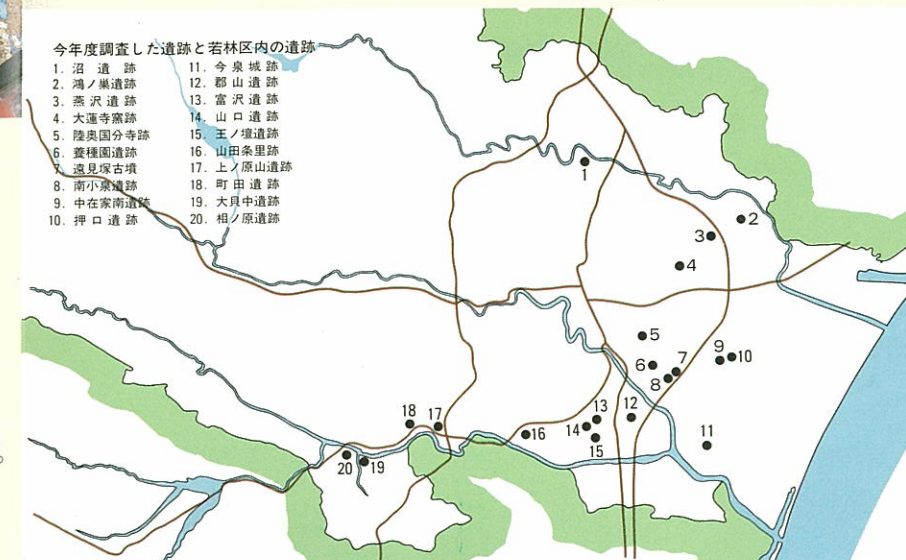 今年度調査した遺跡と若林区内の遺跡
1. 沼遺跡
2. 鴻ノ巣遺跡
3. 燕沢遺跡
4. 大蓮寺窯跡
5. 陸奥国分寺跡
6. 養種園遺跡
7. 遠見塚古墳
8. 南小泉遺跡
9. 中在家南遺跡
10. 押口遺跡
11. 今泉城跡
12. 郡山遺跡
13. 富沢遺跡
14. 山口遺跡
15. 王ノ壇遺跡
16. 山田条里跡
17. 上ノ原山遺跡
18. 町田遺跡
19. 大貝中遺跡
20. 相ノ原遺跡
1
2
3
4
5
6
7
8
9
10
11
12
13
14
15
16
17
18
19
20